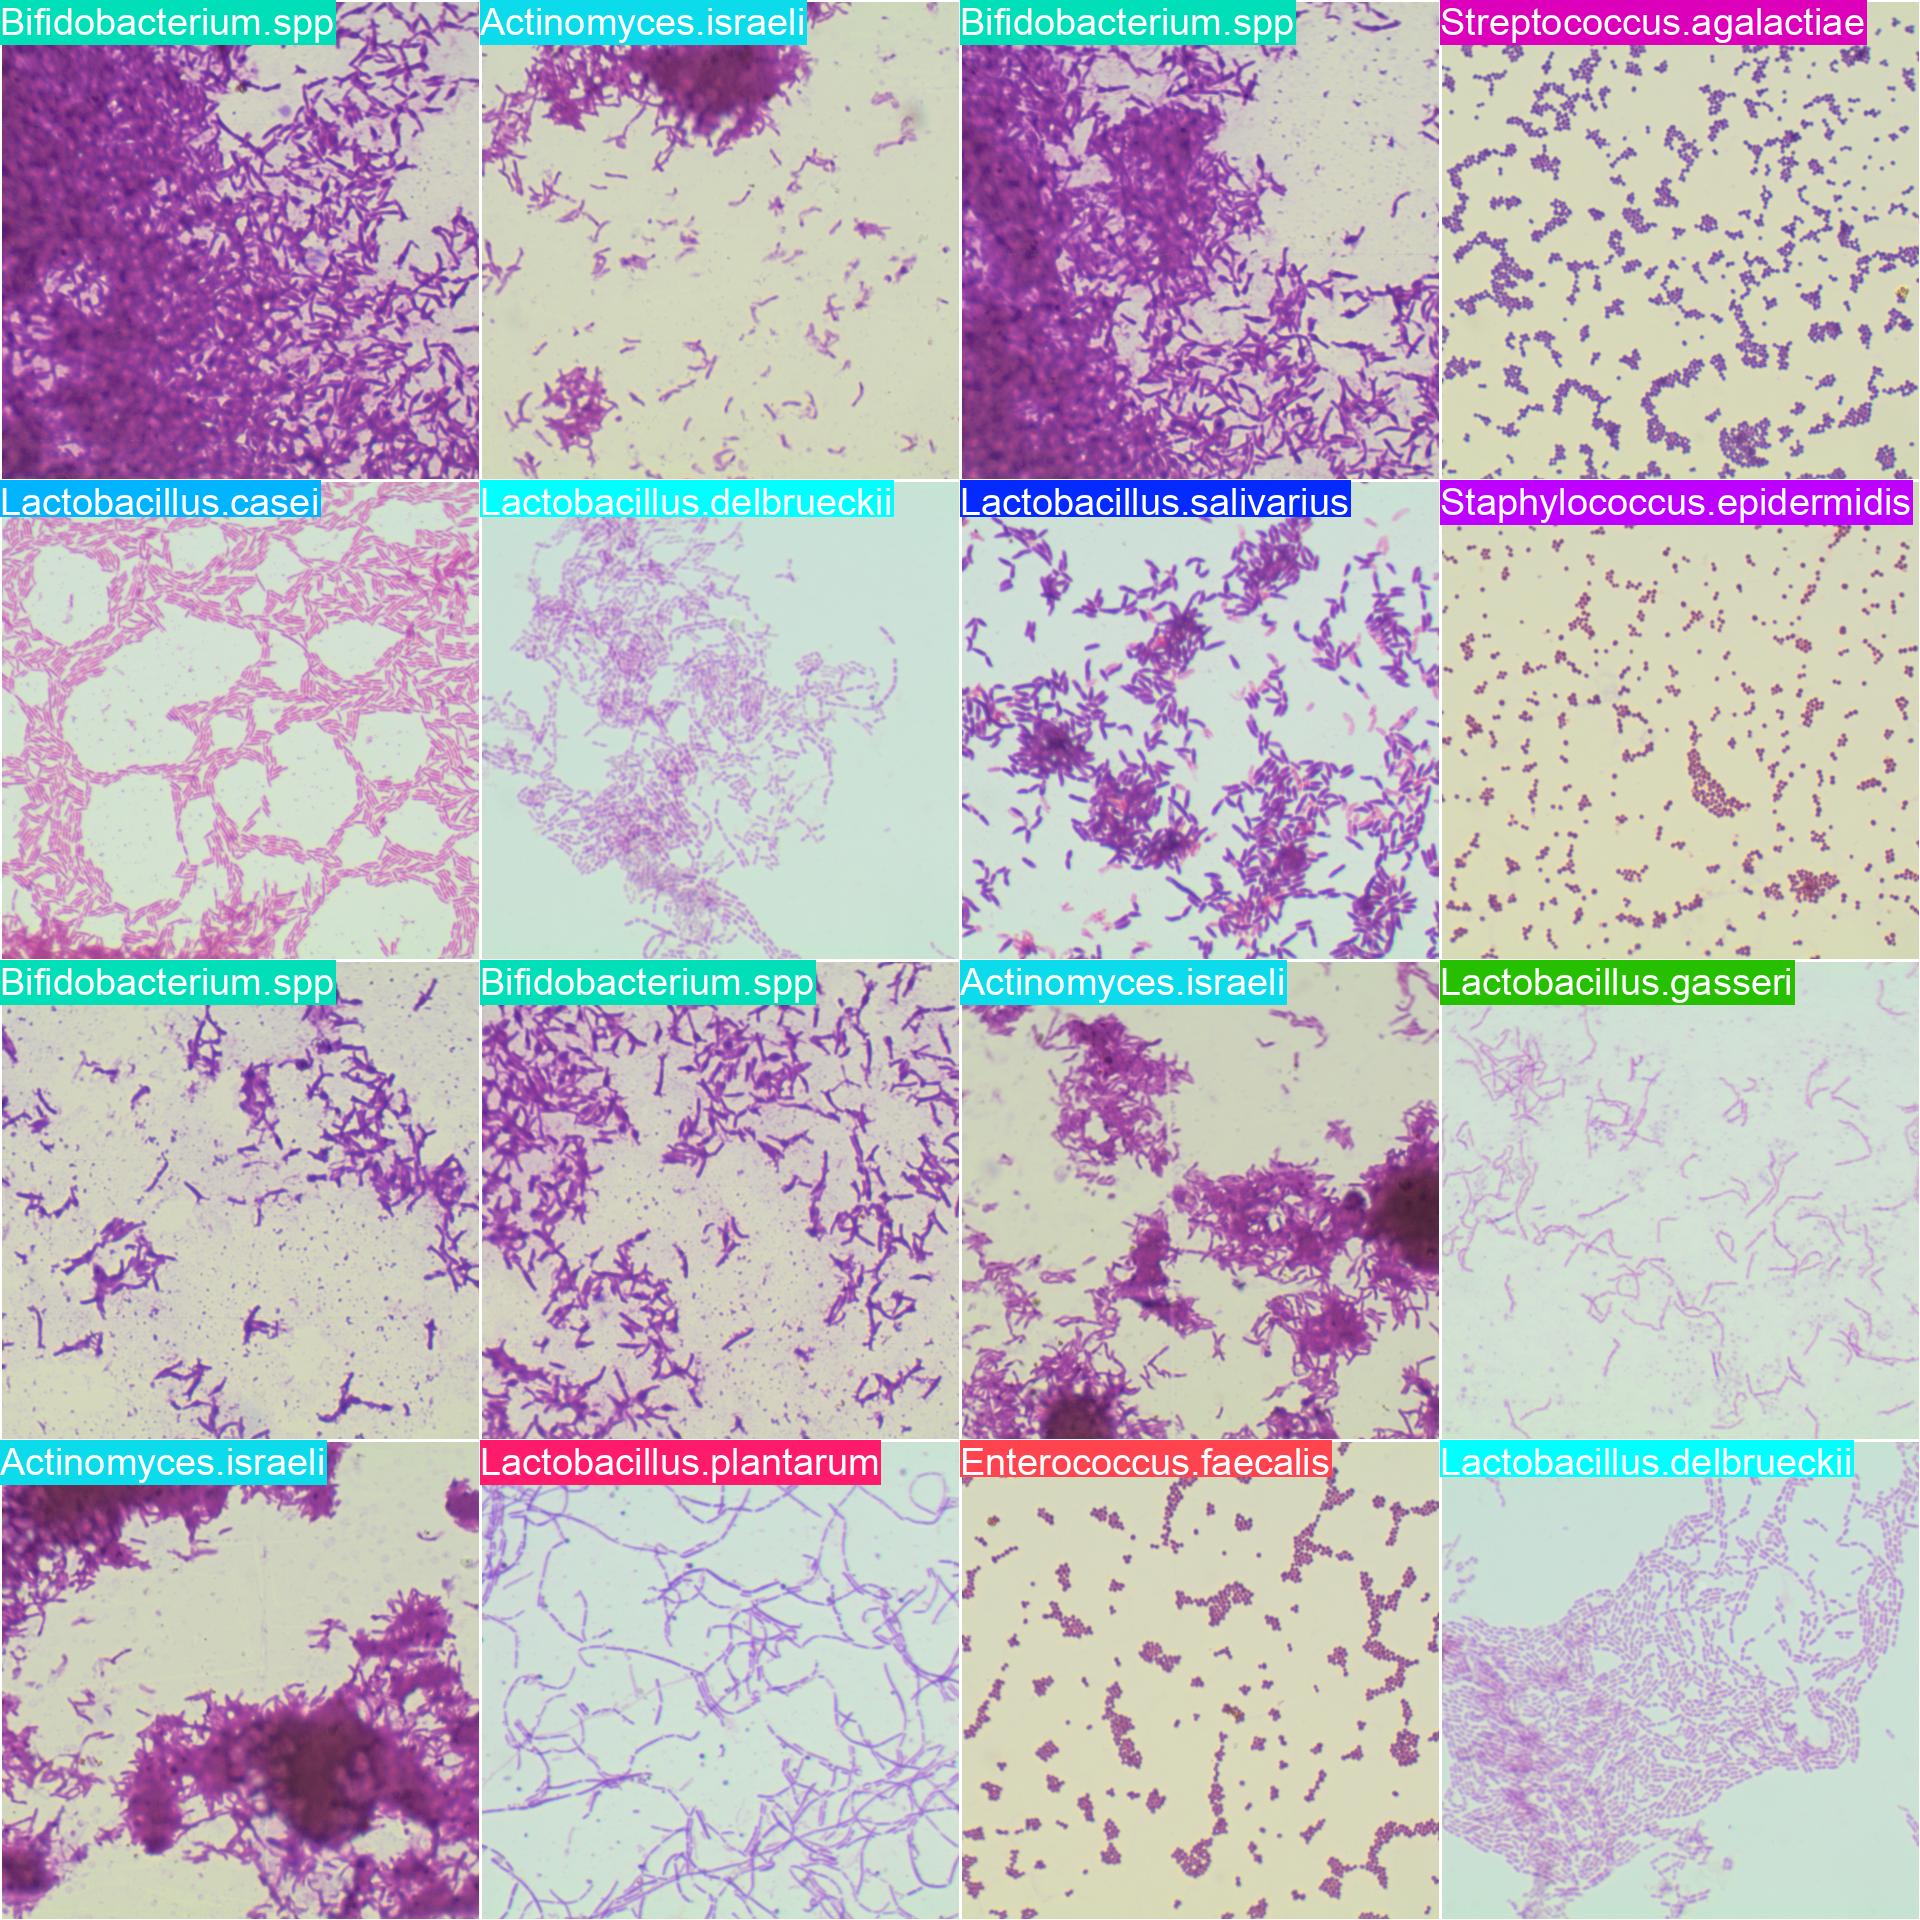 Bifidobacterium.spp
Actinomyces.israeli
Bifidobacterium.spp
Streptococcus.agalactiae
Lactobacillus.casei
Lactobacillus.delbrueckii
Lactobacillus.salivarius
Staphylococcus.epidermidis
Bifidobacterium.spp
Bifidobacterium.spp
Actinomyces.israeli
Lactobacillus.gasseri
Actinomyces.israeli
Lactobacillus.plantarum
Enterococcus.faecalis
Lactobacillus.delbrueckii